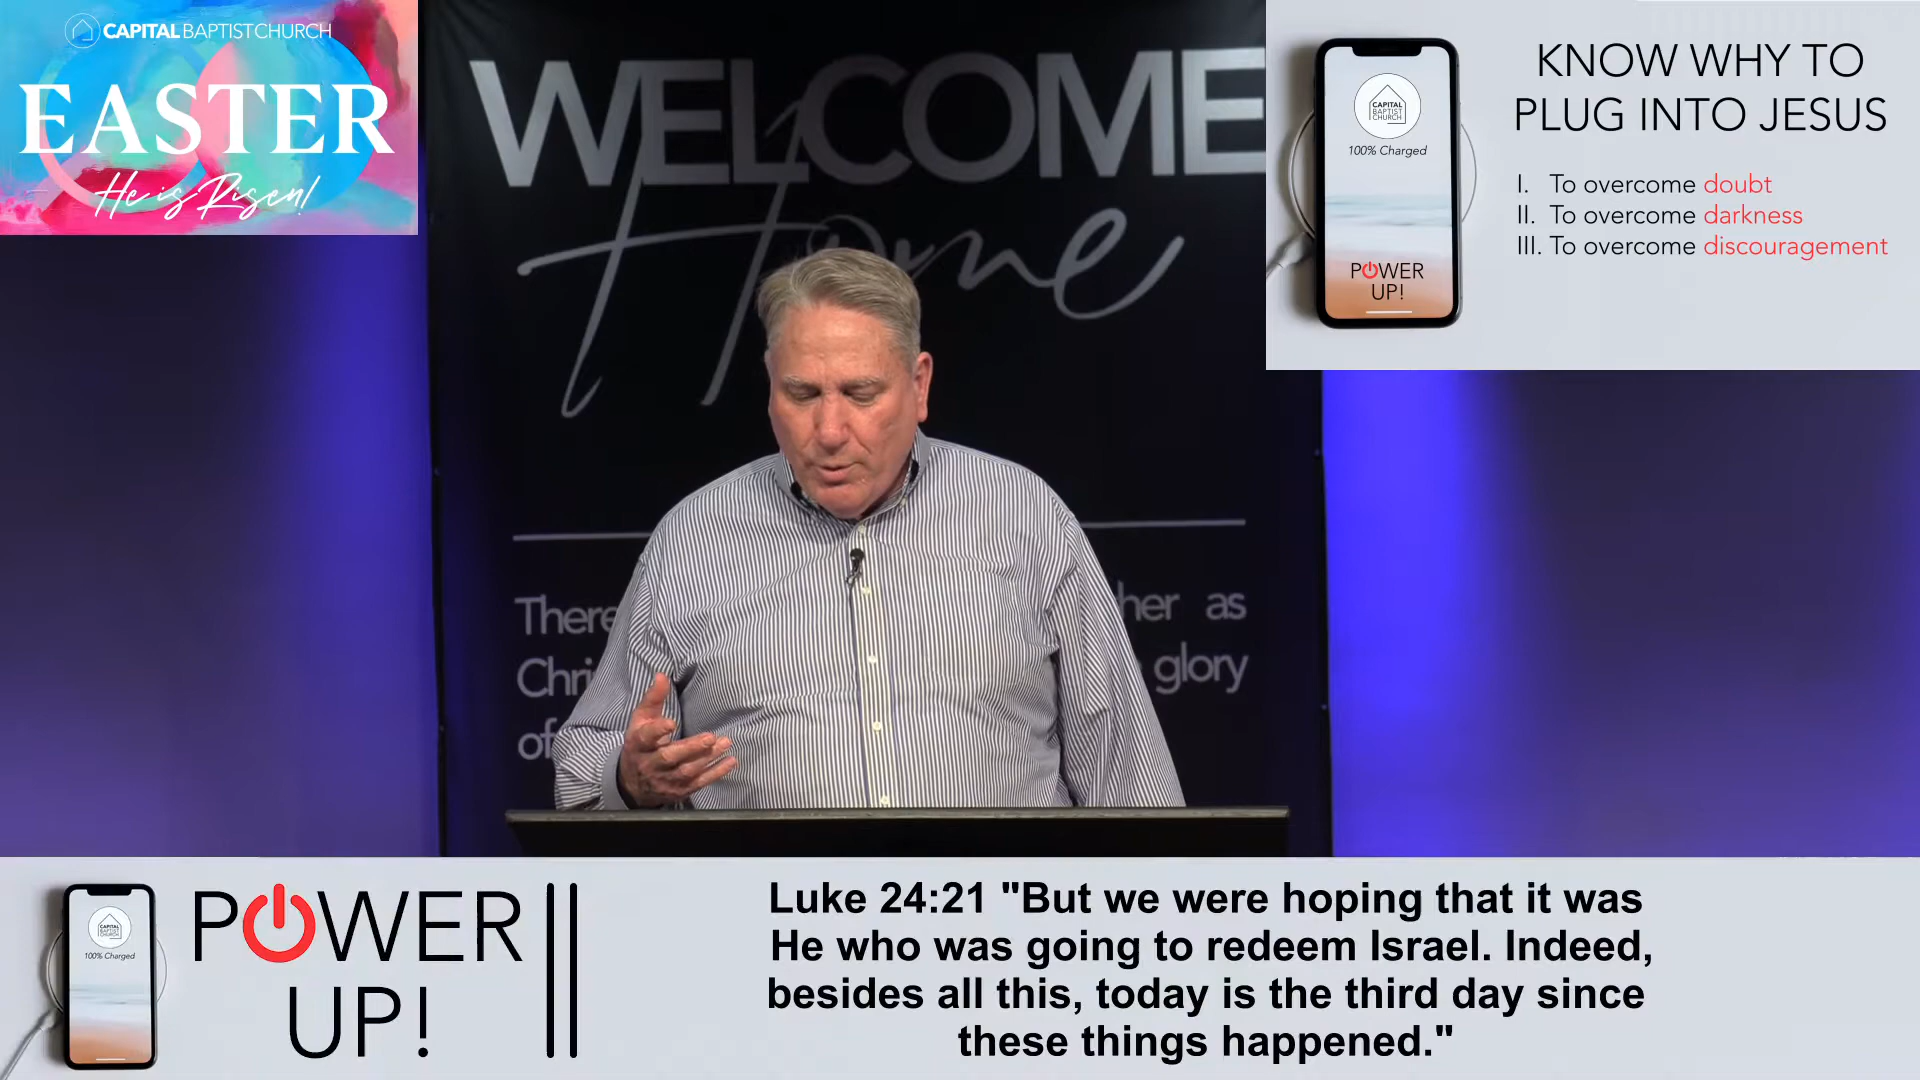 CAPITAL BAPTIST CHURCH
EASTER
He is Risen!
WELCOME
Home
There
her as
Chri
glory
of
CAPITAL
BAPTIST
CHURCH
100% Charged
POWER
UP!
KNOW WHY TO
PLUG INTO JESUS
I. To overcome doubt
II. To overcome darkness
III. To overcome discouragement
CAPITAL
BAPTIST
CHURCH
100% Charged
POWER
UP!
Luke 24:21 "But we were hoping that it was
He who was going to redeem Israel. Indeed,
besides all this, today is the third day since
these things happened."